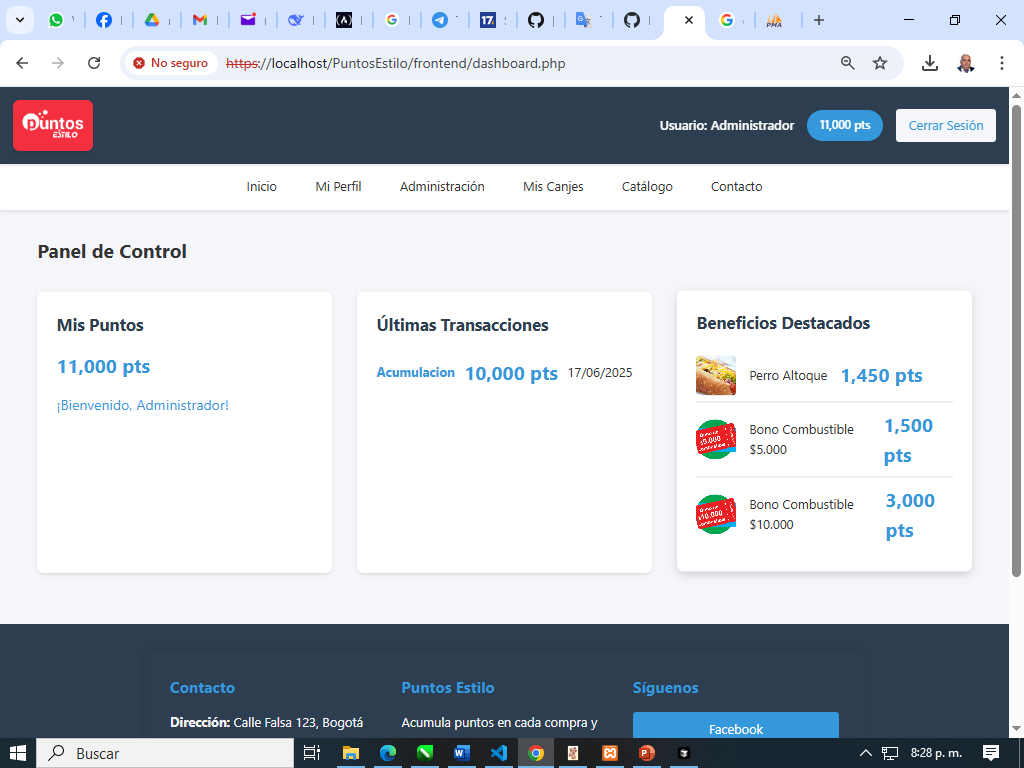 No seguro
https://localhost/PuntosEstilo/frontend/dashboard.php
puntos
ESTILO
Usuario: Administrador
11,000 pts
Cerrar Sesión
Inicio
Mi Perfil
Administración
Mis Canjes
Catálogo
Contacto
Panel de Control
Mis Puntos
11,000 pts
¡Bienvenido, Administrador!
Últimas Transacciones
Acumulacion 10,000 pts 17/06/2025
Beneficios Destacados
Perro Altoque 1,450 pts
Bono Combustible
$5.000
1,500
pts
Bono Combustible
$10.000
3,000
pts
Contacto
Dirección: Calle Falsa 123, Bogotá
Puntos Estilo
Acumula puntos en cada compra y
Síguenos
Facebook
Buscar
8:28 p. m.